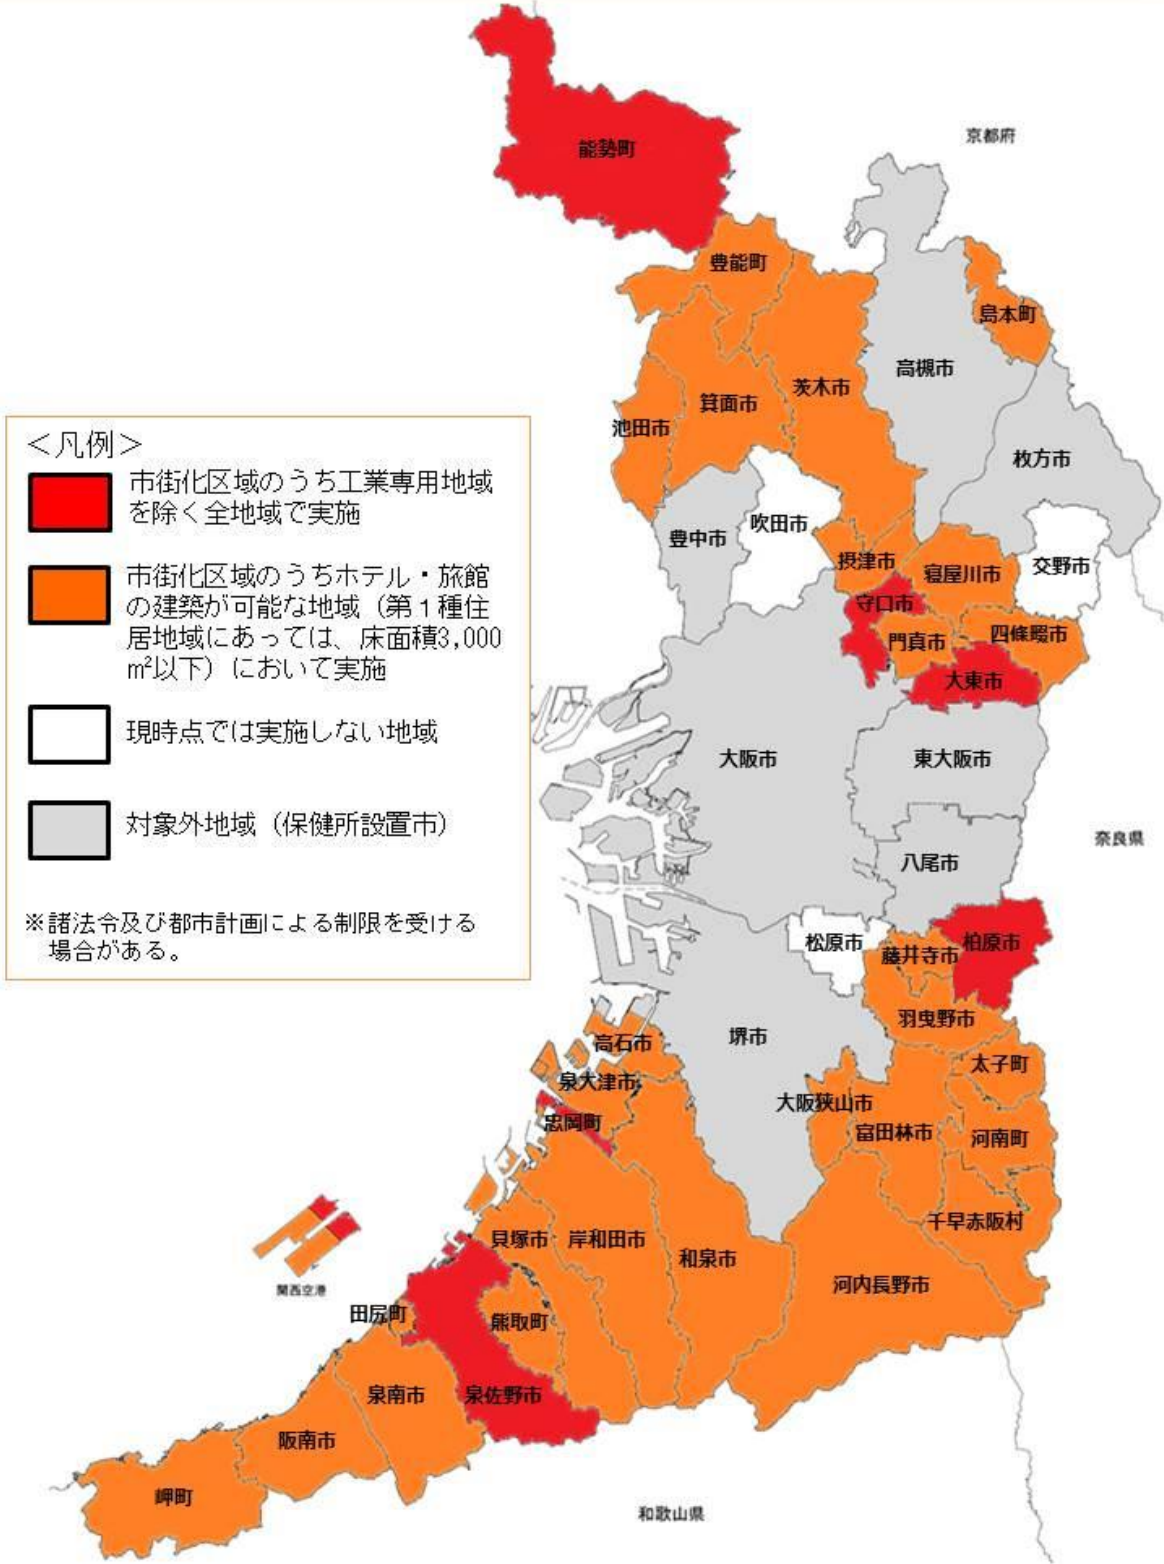 能勢町
京都府
豊能町
島本町
高槻市
茨木市
箕面市
池田市
枚方市
吹田市
豊中市
摂津市
寝屋川市
交野市
守口市
門真市
四條畷市
大東市
＜凡例＞
市街化区域のうち工業専用地域
を除く全地域で実施
市街化区域のうちホテル・旅館
の建築が可能な地域（第１種住
居地域にあっては、床面積3,000
㎡以下）において実施
現時点では実施しない地域
対象外地域（保健所設置市）
※諸法令及び都市計画による制限を受ける
場合がある。
大阪市
東大阪市
奈良県
八尾市
松原市
藤井寺市
柏原市
羽曳野市
堺市
高石市
太子町
泉大津市
大阪狭山市
忠岡町
富田林市
河南町
千早赤阪村
貝塚市
岸和田市
和泉市
河内長野市
関西空港
田尻町
熊取町
泉南市
泉佐野市
阪南市
岬町
和歌山県